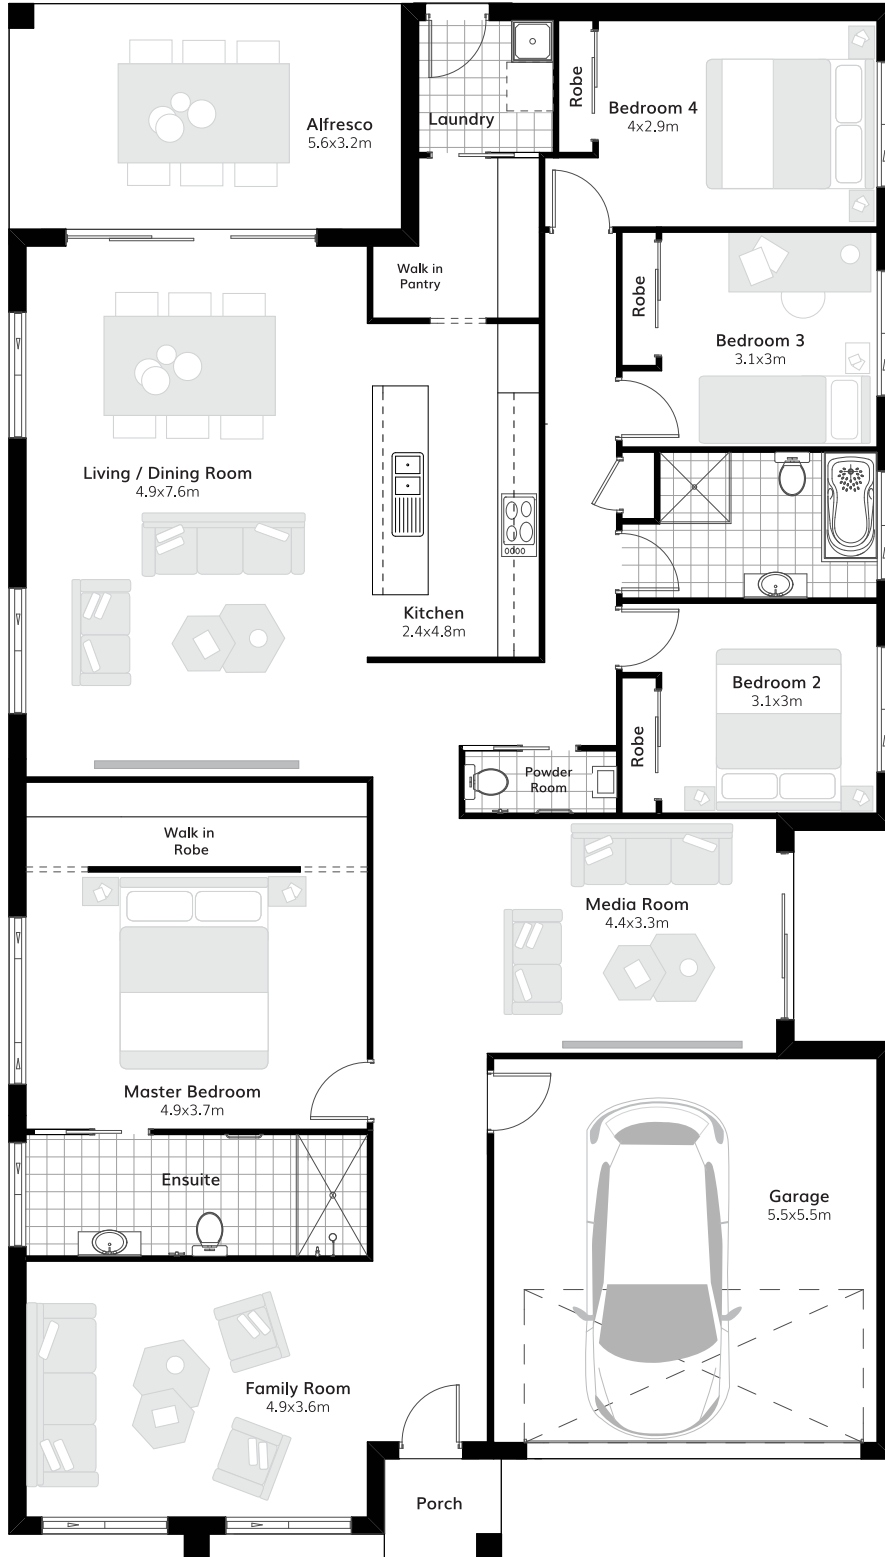 Robe
Bedroom 4
4x2.9m
Laundry
Alfresco
5.6x3.2m
Walk in
Pantry
Robe
Bedroom 3
3.1x3m
Living / Dining Room
4.9x7.6m
Kitchen
2.4x4.8m
Bedroom 2
3.1x3m
Robe
Powder
Room
Walk in
Robe
Media Room
4.4x3.3m
Master Bedroom
4.9x3.7m
Ensuite
Garage
5.5x5.5m
Family Room
4.9x3.6m
Porch